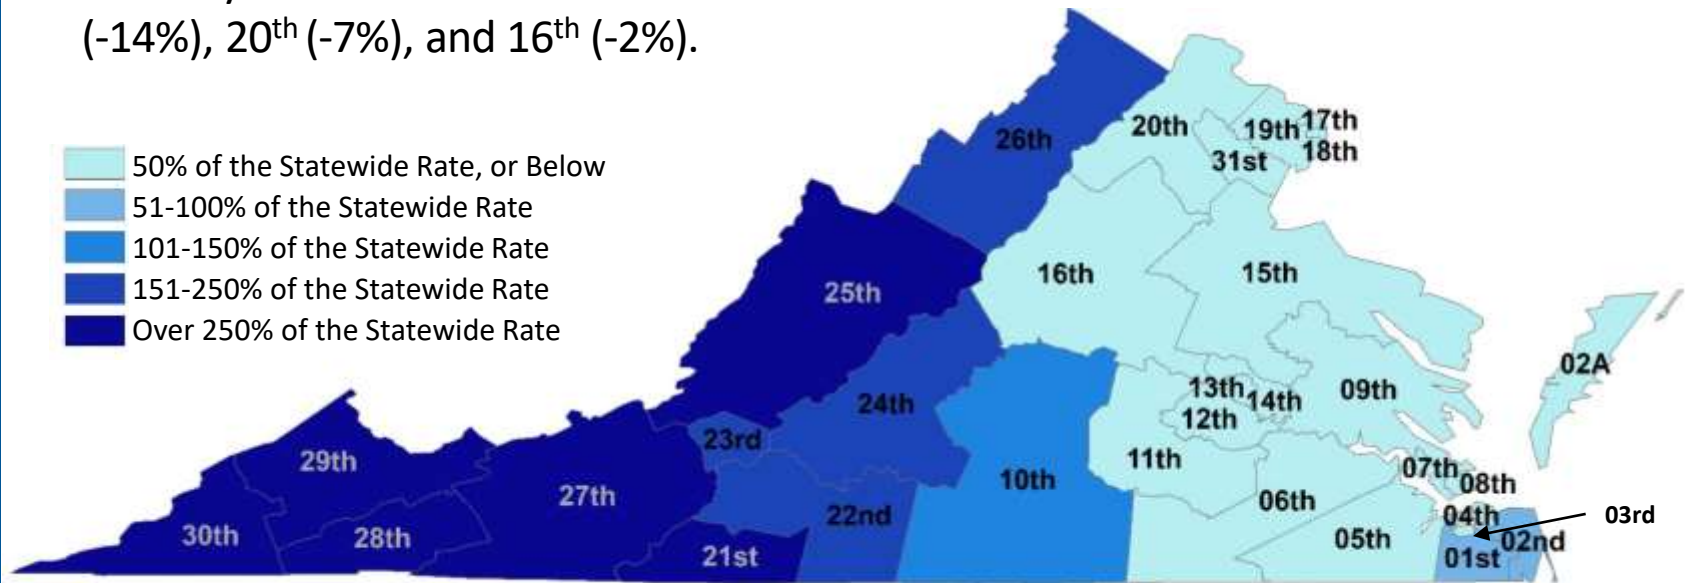 (-14%), 20th (-7%), and 16th (-2%).
50% of the Statewide Rate, or Below
51-100% of the Statewide Rate
101-150% of the Statewide Rate
151-250% of the Statewide Rate
Over 250% of the Statewide Rate
26th
20th
19th
17th
18th
31st
25th
16th
15th
02A
24th
13th
14th
12th
09th
23rd
29th
11th
10th
07th
08th
27th
06th
22nd
04th
03rd
30th
28th
21st
05th
01st
02nd